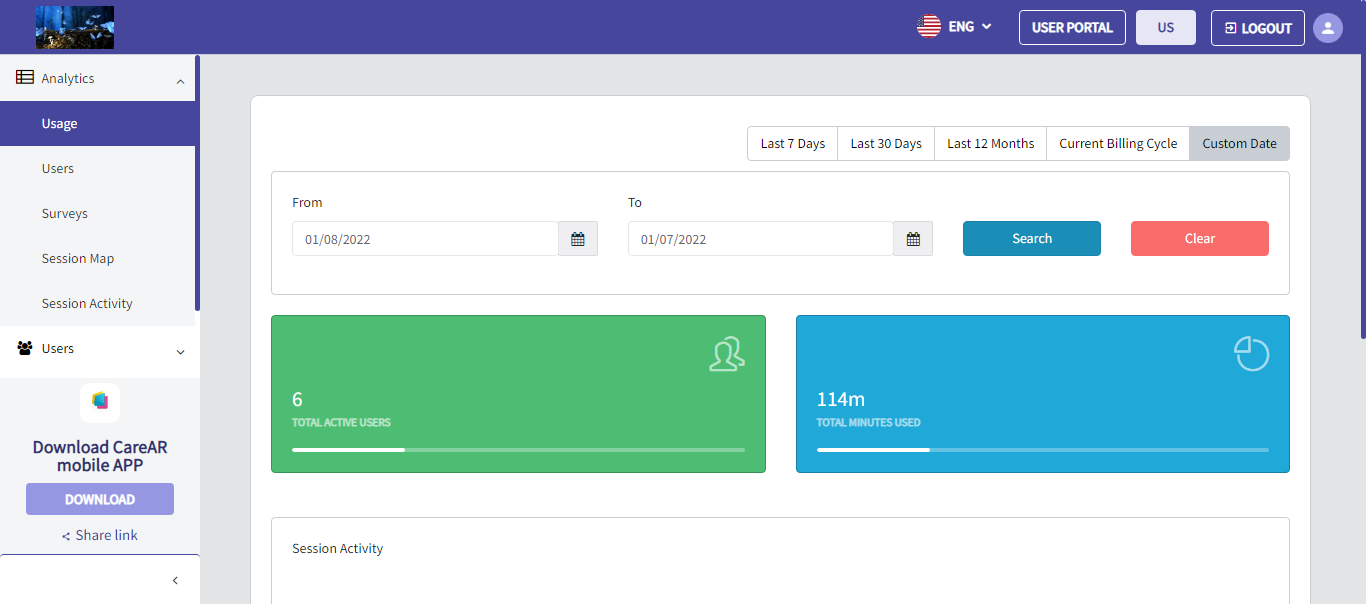 ENG
USER PORTAL
US
LOGOUT
Analytics
Usage
Users
Surveys
Session Map
Session Activity
Users
Download CareAR
mobile APP
DOWNLOAD
Share link
Last 7 Days
Last 30 Days
Last 12 Months
Current Billing Cycle
Custom Date
From
To
01/08/2022
01/07/2022
Search
Clear
6
TOTAL ACTIVE USERS
114m
TOTAL MINUTES USED
Session Activity